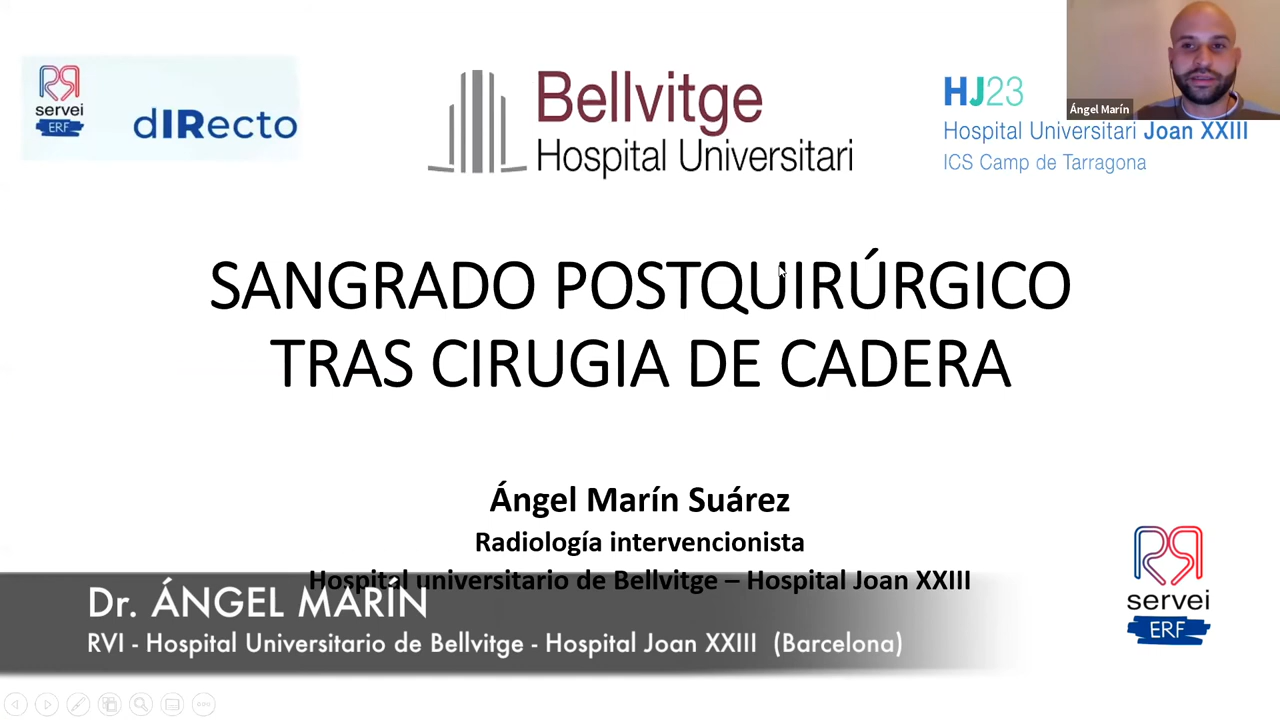 servei
ERF
dIRecto
Bellvitge
Hospital Universitari
HJ23
Hospital Universitari Joan XXIII
ICS Camp de Tarragona
Ángel Marín
SANGRADO POSTQUIRÚRGICO
TRAS CIRUGIA DE CADERA
Ángel Marín Suárez
Radiología intervencionista
Hospital universitario de Bellvitge – Hospital Joan XXIII
Dr. ÁNGEL MARÍN
RVI - Hospital Universitario de Bellvitge - Hospital Joan XXIII (Barcelona)
servei
ERF